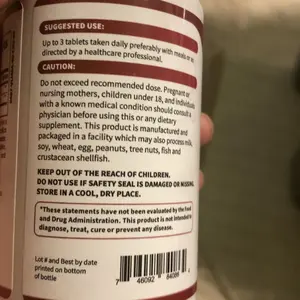 SUGGESTED USE:
Up to 3 tablets taken daily preferably with meals or as
directed by a healthcare professional.
CAUTION:
Do not exceed recommended dose. Pregnant or
nursing mothers, children under 18, and individuals
with a known medical condition should consult a
physician before using this or any dietary
supplement. This product is manufactured and
packaged in a facility which may also process milk,
soy, wheat, egg, peanuts, tree nuts, fish and
crustacean shellfish.
KEEP OUT OF THE REACH OF CHILDREN.
DO NOT USE IF SAFETY SEAL IS DAMAGED OR MISSING.
STORE IN A COOL, DRY PLACE.
*These statements have not been evaluated by the Food
and Drug Administration. This product is not intended to
diagnose, treat, cure or prevent any disease.
Lot # and Best by date
printed on bottom
of bottle
7 46092